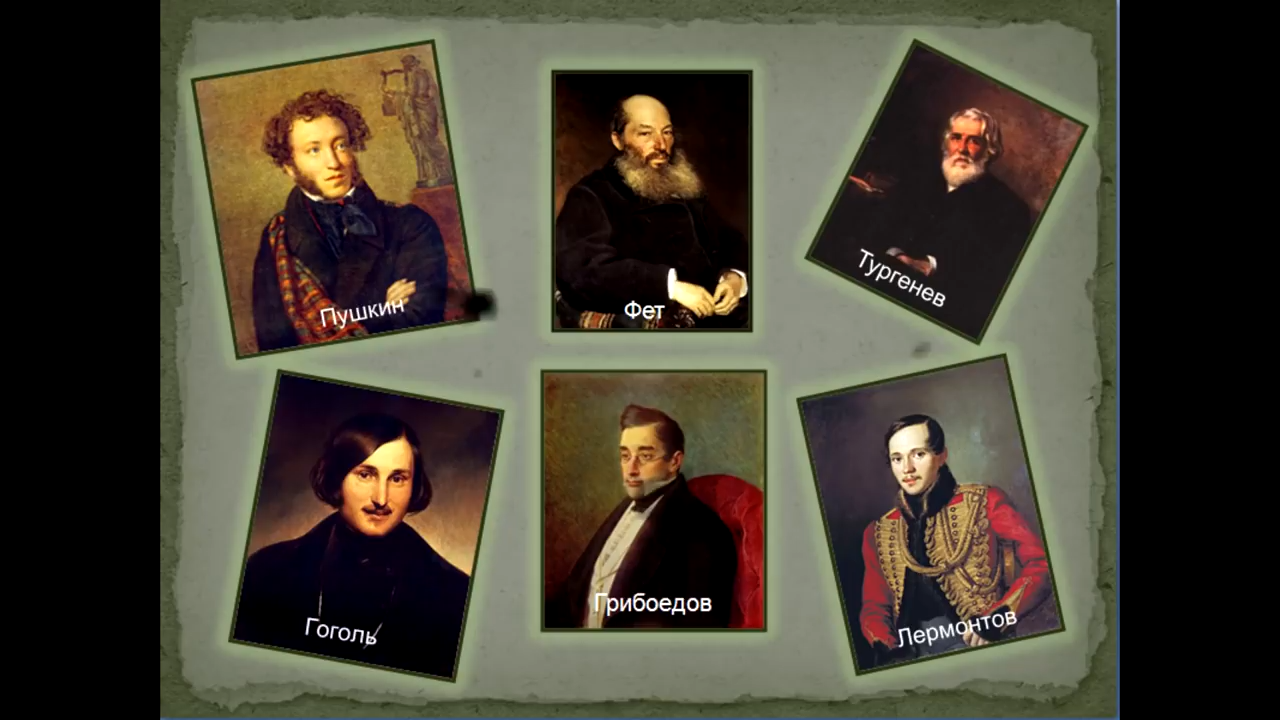 Пушкин
Фет
Тургенев
Гоголь
Грибоедов
Лермонтов